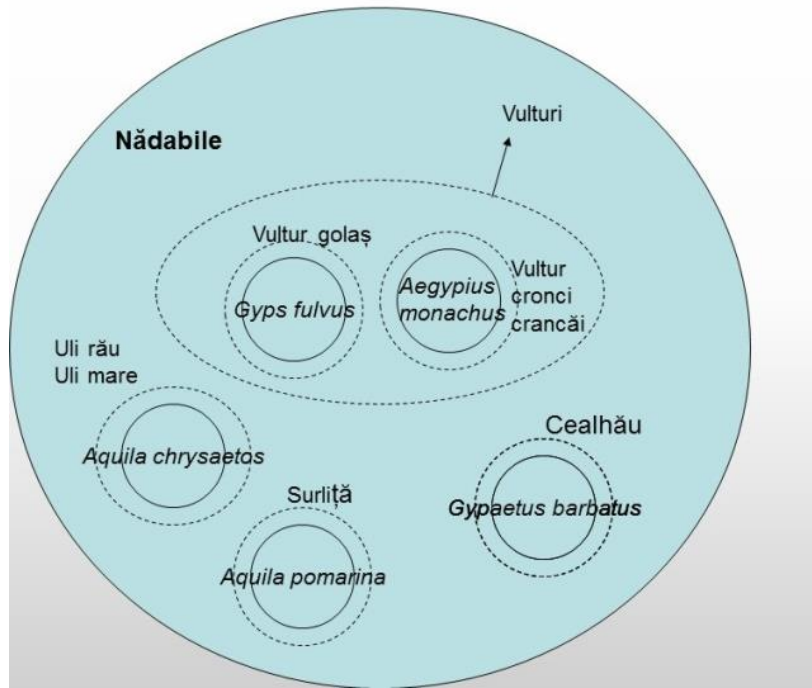 Vulturi
Nădabile
Vultur golaș
Gyps fulvus
Aegypius
monachus
Vultur
cronci
crancăi
Uli rău
Uli mare
Aquila chrysaetos
Cealhău
Gypaetus barbatus
Surliță
Aquila pomarina